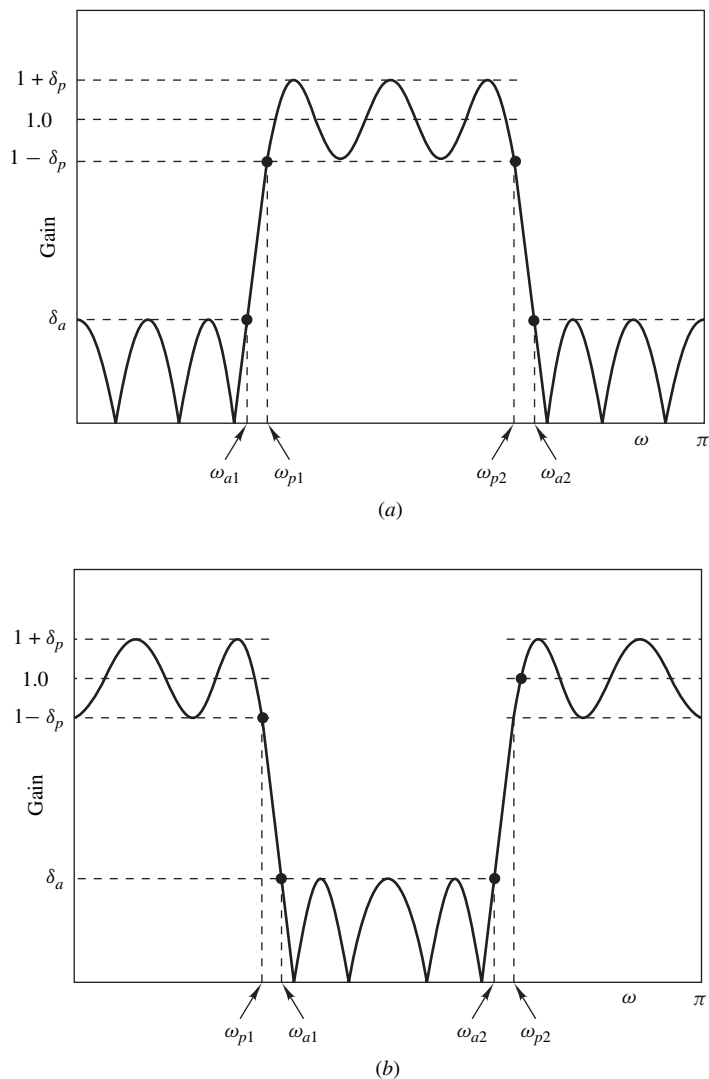 1 + δp
1.0
1 − δp
Gain
δa
ω
π
ωa1
ωp1
ωp2
ωa2
(a)
1 + δp
1.0
1− δp
Gain
δa
ω
π
ωp1
ωa1
ωa2
ωp2
(b)